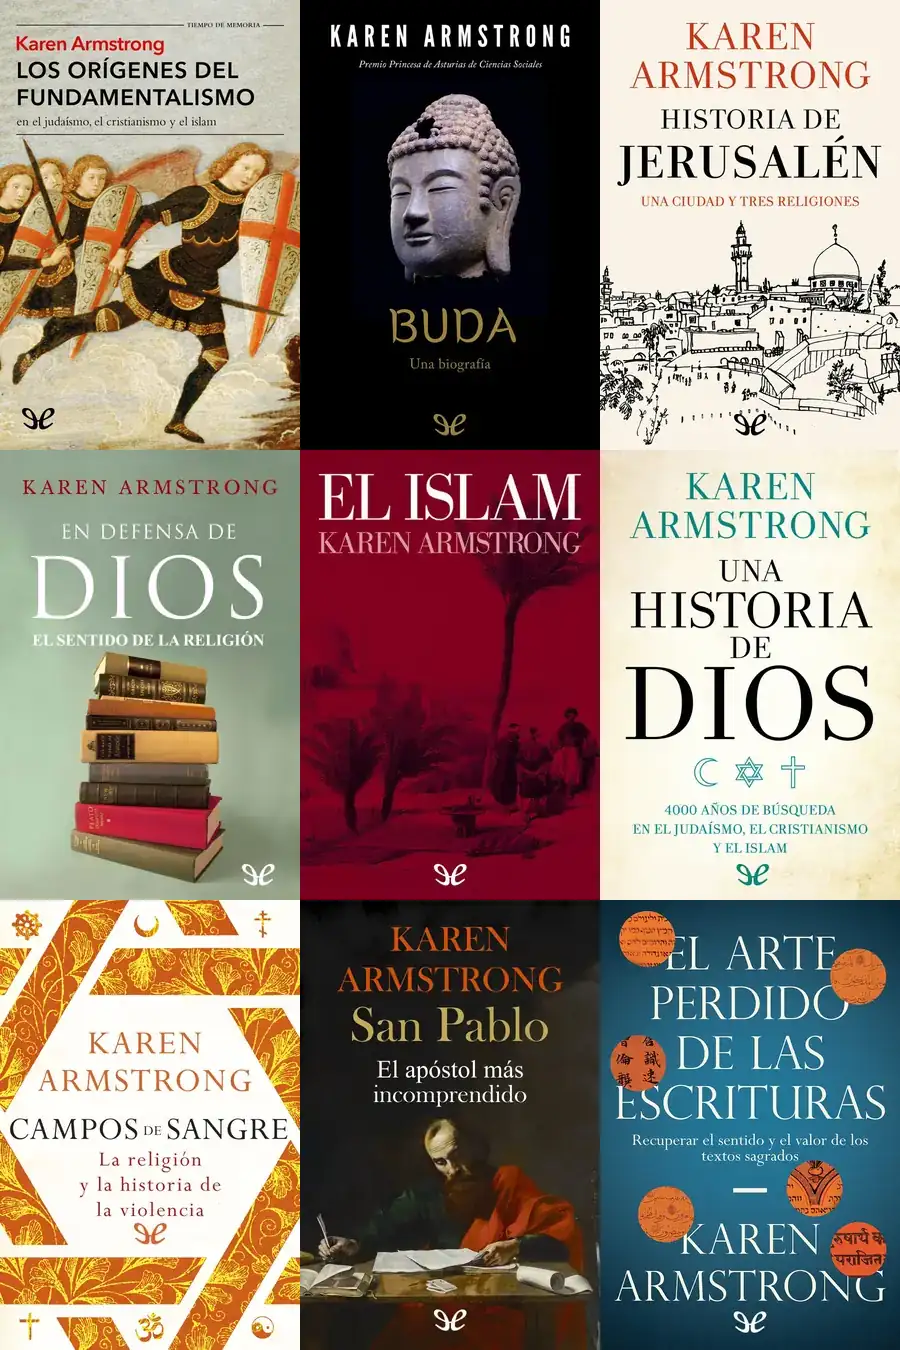 TIEMPO DE MEMORIA
Karen Armstrong
LOS ORÍGENES DEL
FUNDAMENTALISMO
en el judaísmo, el cristianismo y el islam
KAREN ARMSTRONG
Premio Princesa de Asturias de Ciencias Sociales
BUDA
Una biografía
KAREN
ARMSTRONG
HISTORIA DE
JERUSALÉN
UNA CIUDAD Y TRES RELIGIONES
KAREN ARMSTRONG
EN DEFENSA DE
DIOS
EL SENTIDO DE LA RELIGIÓN
EL ISLAM
KAREN ARMSTRONG
KAREN
ARMSTRONG
UNA
HISTORIA
DE
DIOS
4000 AÑOS DE BÚSQUEDA
EN EL JUDAÍSMO, EL CRISTIANISMO
Y EL ISLAM
KAREN
ARMSTRONG
CAMPOS DE SANGRE
La religión
y la historia de
la violencia
KAREN
ARMSTRONG
San Pablo
El apóstol más
incomprendido
EL ARTE
PERDIDO
DE LAS
ESCRITURAS
Recuperar el sentido y el valor de los
textos sagrados
KAREN
ARMSTRONG